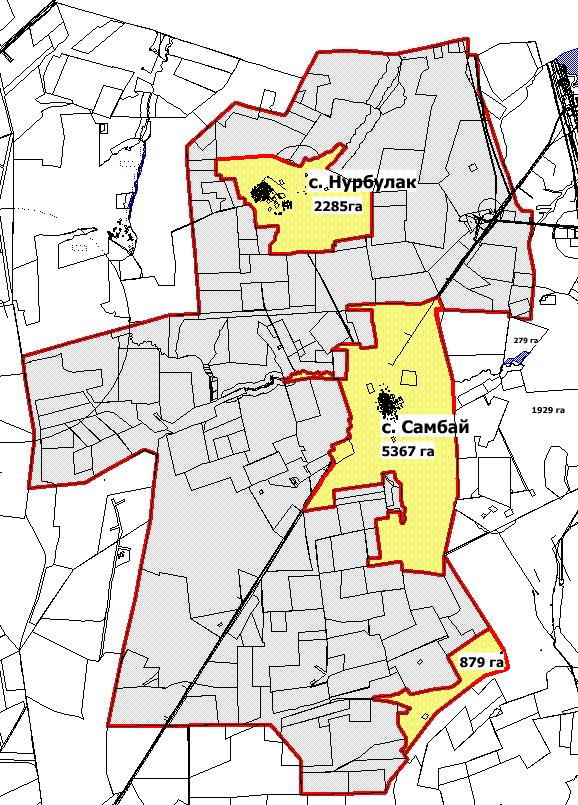 с. Нурбулак
2285га
279 га
1929 га
с. Самбай
5367 га
879 га